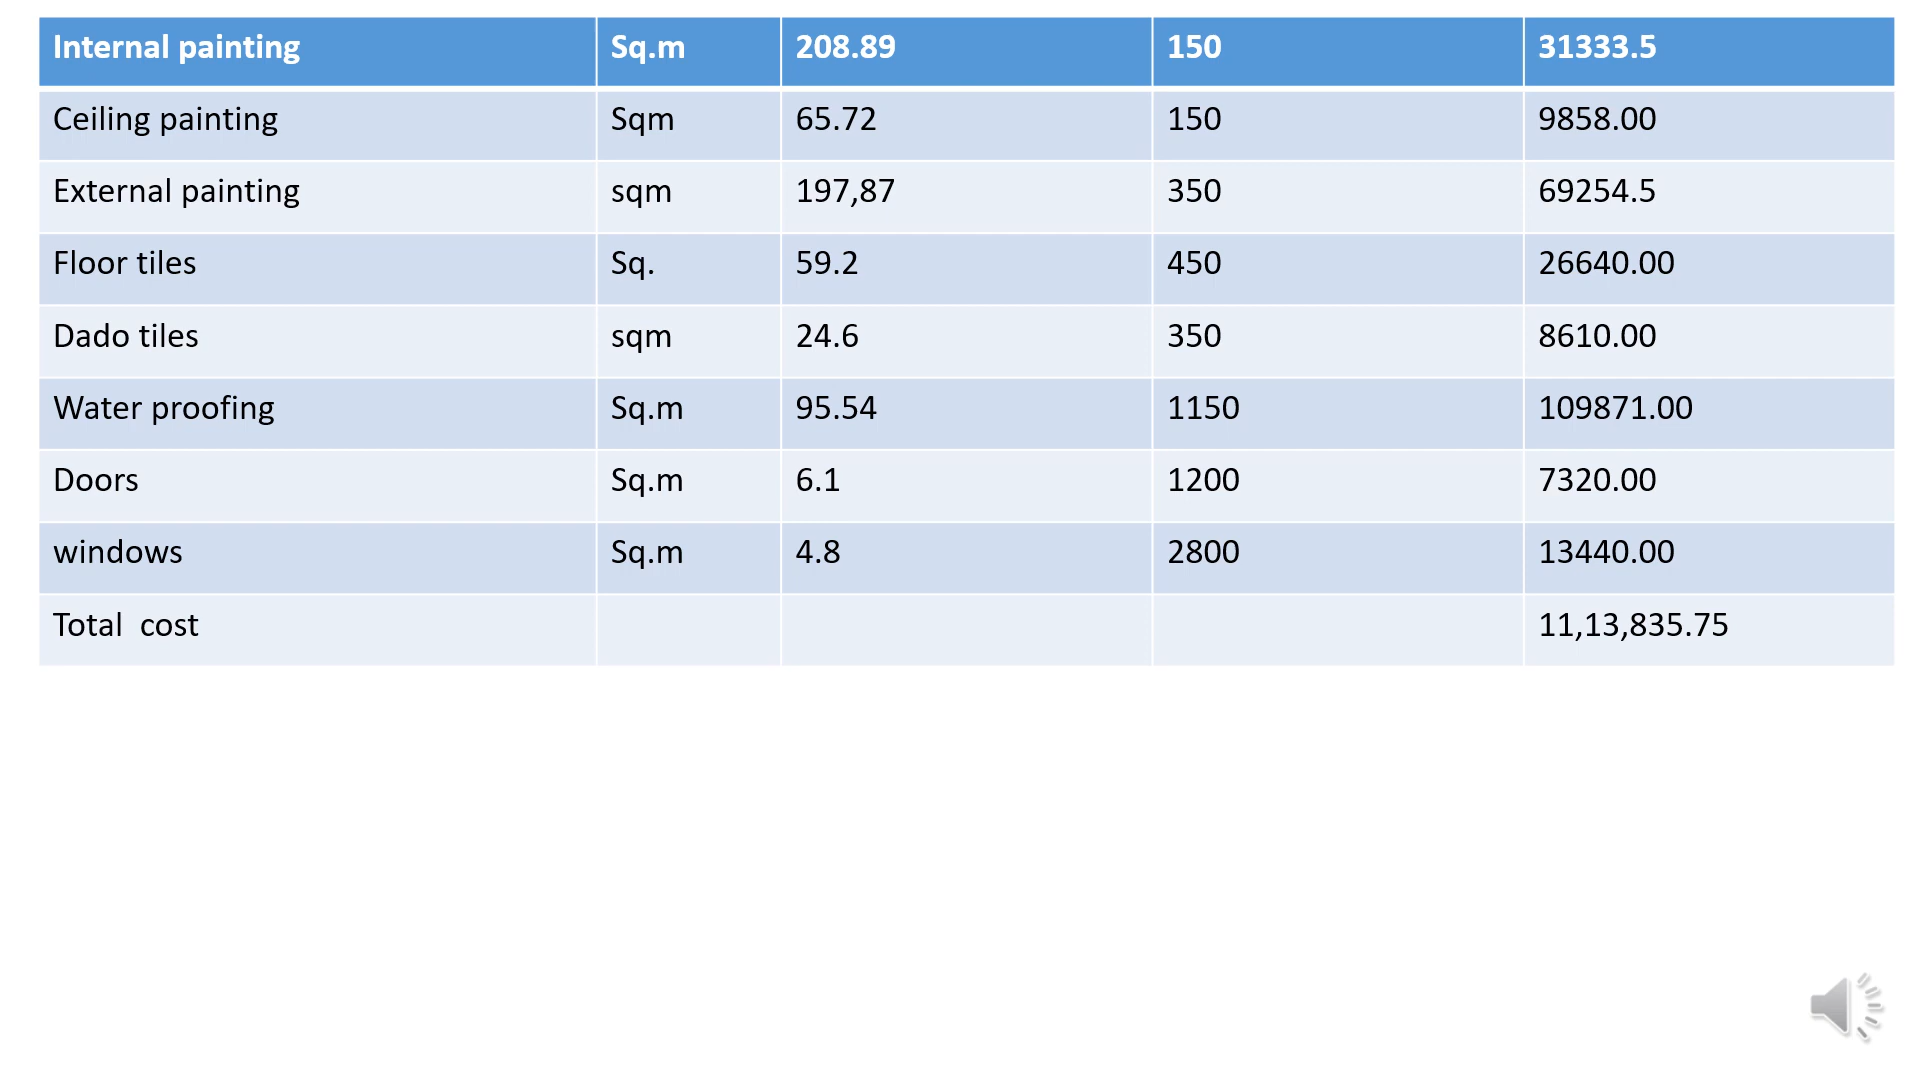 Internal painting Sq.m 208.89 150 31333.5
Ceiling painting Sqm 65.72 150 9858.00
External painting sqm 197,87 350 69254.5
Floor tiles Sq. 59.2 450 26640.00
Dado tiles sqm 24.6 350 8610.00
Water proofing Sq.m 95.54 1150 109871.00
Doors Sq.m 6.1 1200 7320.00
windows Sq.m 4.8 2800 13440.00
Total cost 11,13,835.75